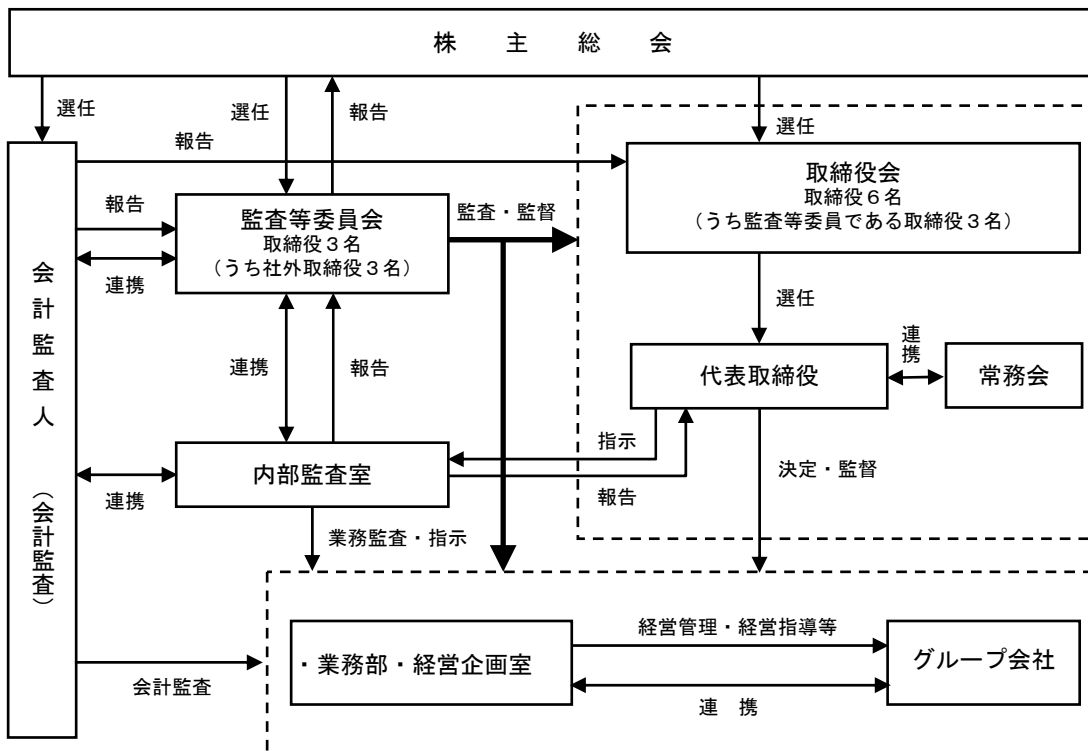 株 主 総 会
選任
選任
報告
選任
報告
取締役会
取締役6名
(うち監査等委員である取締役3名)
報告
監査等委員会
取締役3名
(うち社外取締役3名)
監査・監督
連携
会計監査人 (会計監査)
選任
連携
報告
代表取締役
連携
常務会
指示
内部監査室
連携
報告
決定・監督
業務監査・指示
経営管理・経営指導等
・業務部・経営企画室
グループ会社
会計監査
連 携